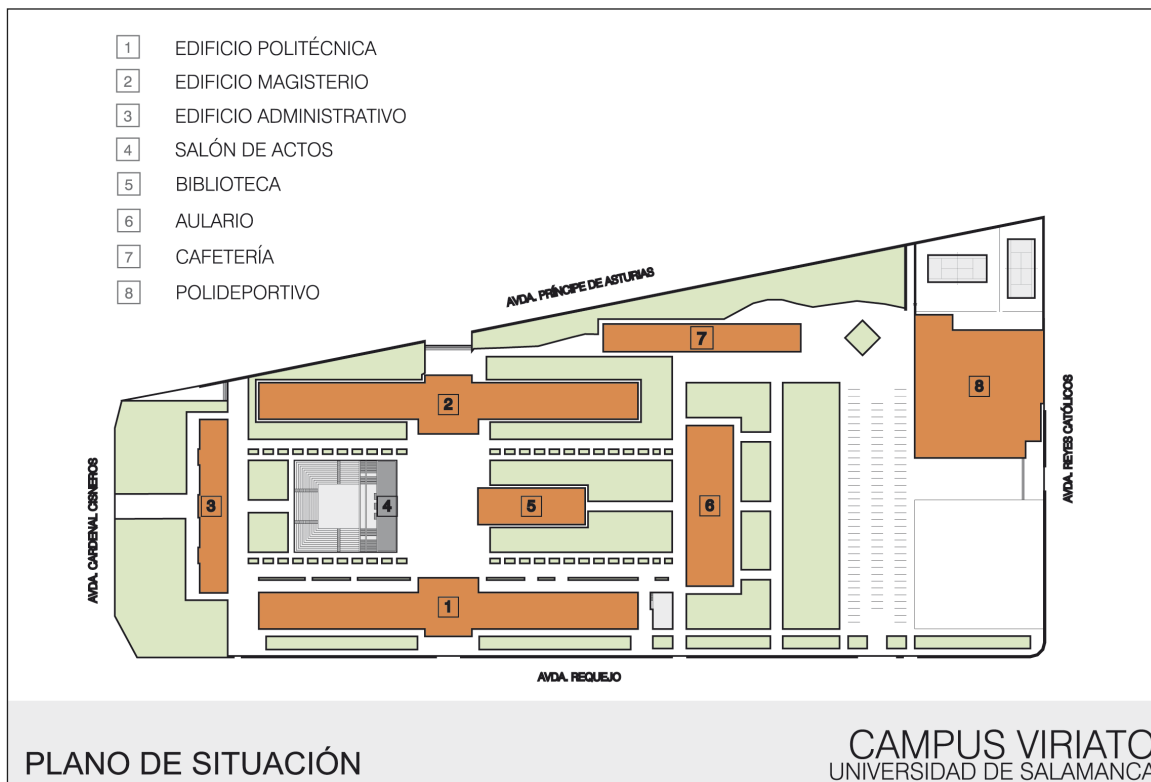 1 EDIFICIO POLITÉCNICA
2 EDIFICIO MAGISTERIO
3 EDIFICIO ADMINISTRATIVO
4 SALÓN DE ACTOS
5 BIBLIOTECA
6 AULARIO
7 CAFETERÍA
8 POLIDEPORTIVO
AVDA. PRÍNCIPE DE ASTURIAS
7
8
2
AVDA. REYES CATÓLICOS
AVDA. CARDENAL CISNEROS
3
4
5
6
1
AVDA. REQUEJO
PLANO DE SITUACIÓN
CAMPUS VIRIATO
UNIVERSIDAD DE SALAMANCA